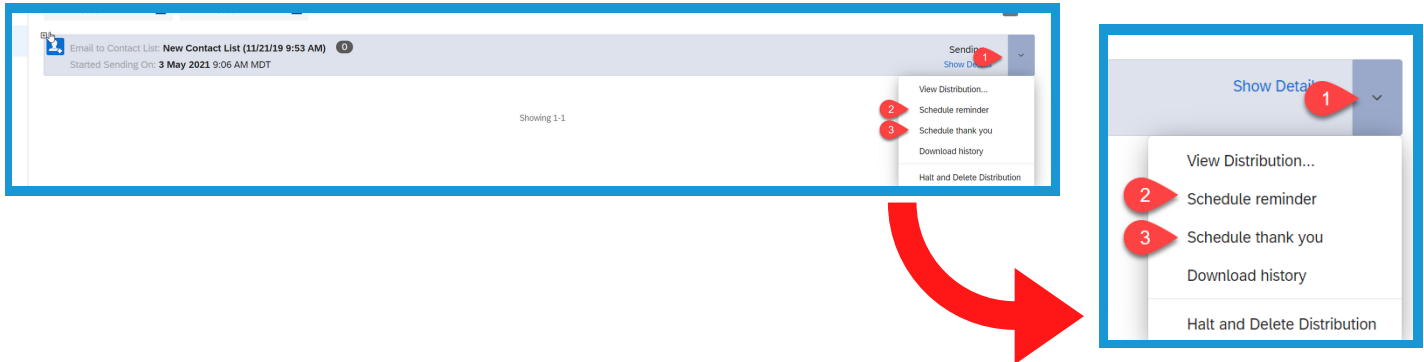 Email to Contact List: New Contact List (11/21/19 9:53 AM) 0
Sending
Started Sending On: 3 May 2021 9:06 AM MDT
Show Details
1
View Distribution...
2 Schedule reminder
3 Schedule thank you
Download history
Halt and Delete Distribution
Showing 1-1
Show Detail
1
View Distribution...
2 Schedule reminder
3 Schedule thank you
Download history
Halt and Delete Distribution